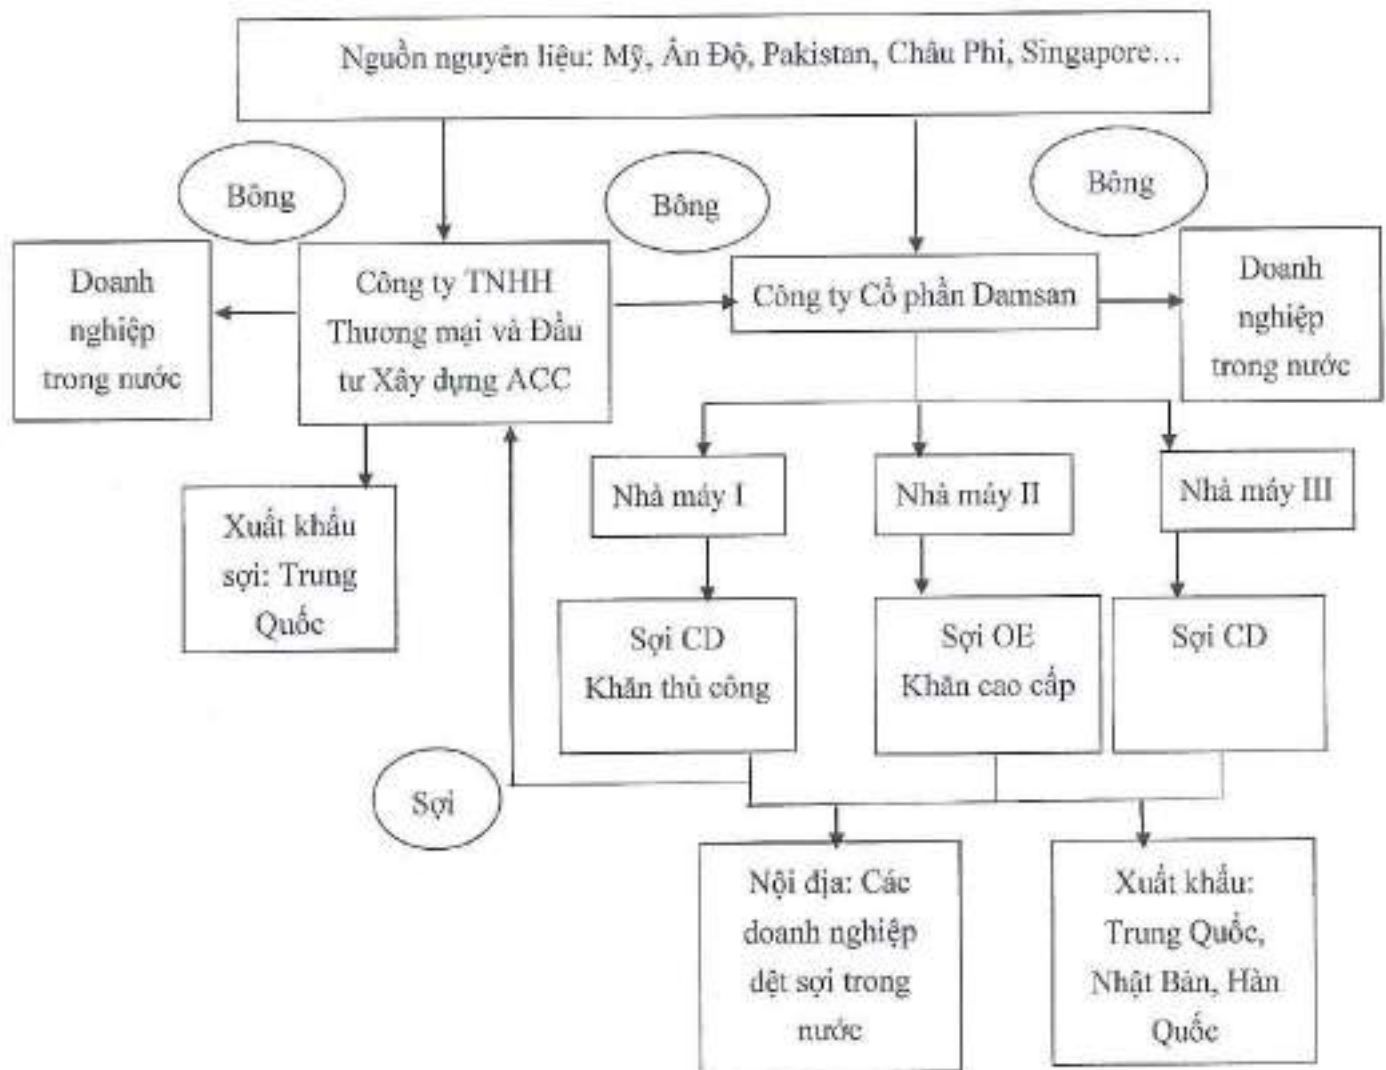 Nguồn nguyên liệu: Mỹ, Ấn Độ, Pakistan, Châu Phi, Singapore...
Bông
Bông
Bông
Doanh
nghiệp
trong nước
Công ty TNHH
Thương mại và Đầu
tư Xây dựng ACC
Công ty Cổ phần Damsan
Doanh
nghiệp
trong nước
Xuất khẩu
sợi: Trung
Quốc
Nhà máy I
Nhà máy II
Nhà máy III
Sợi CD
Khăn thủ công
Sợi OE
Khăn cao cấp
Sợi CD
Sợi
Nội địa: Các
doanh nghiệp
dệt sợi trong
nước
Xuất khẩu:
Trung Quốc,
Nhật Bản, Hàn
Quốc